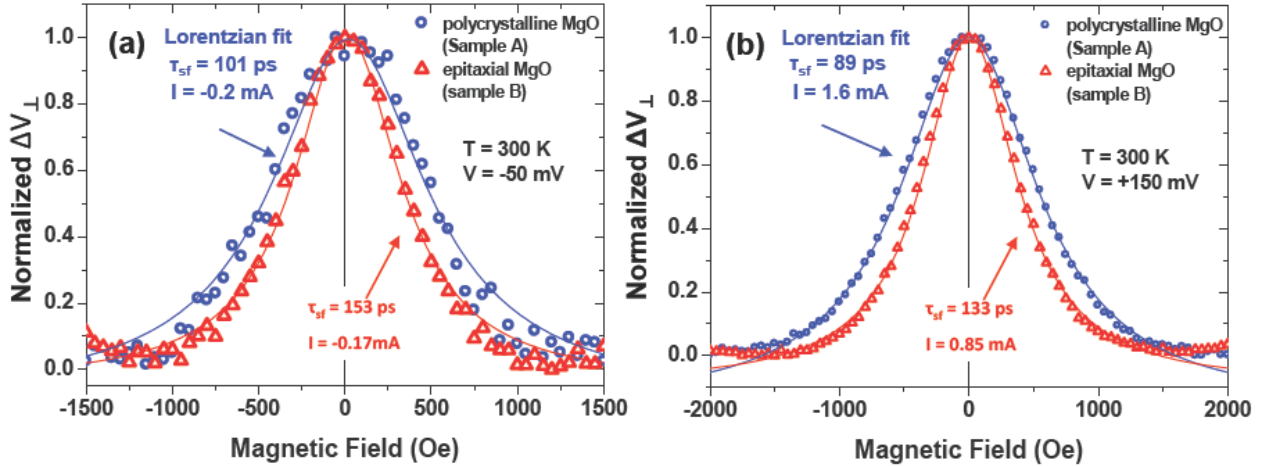 (a)
Lorentzian fit
τsf = 101 ps
I = -0.2 mA
polycrystalline MgO
(Sample A)
epitaxial MgO
(sample B)
T = 300 K
V = -50 mV
τsf = 153 ps
I = -0.17mA
Normalized ΔV⊥
1.0
0.8
0.6
0.4
0.2
0.0
-1500 -1000 -500 0 500 1000 1500
Magnetic Field (Oe)
(b)
Lorentzian fit
τsf = 89 ps
I = 1.6 mA
polycrystalline MgO
(Sample A)
epitaxial MgO
(sample B)
T = 300 K
V = +150 mV
τsf = 133 ps
I = 0.85 mA
Normalized ΔV⊥
1.0
0.8
0.6
0.4
0.2
0.0
-2000 -1000 0 1000 2000
Magnetic Field (Oe)